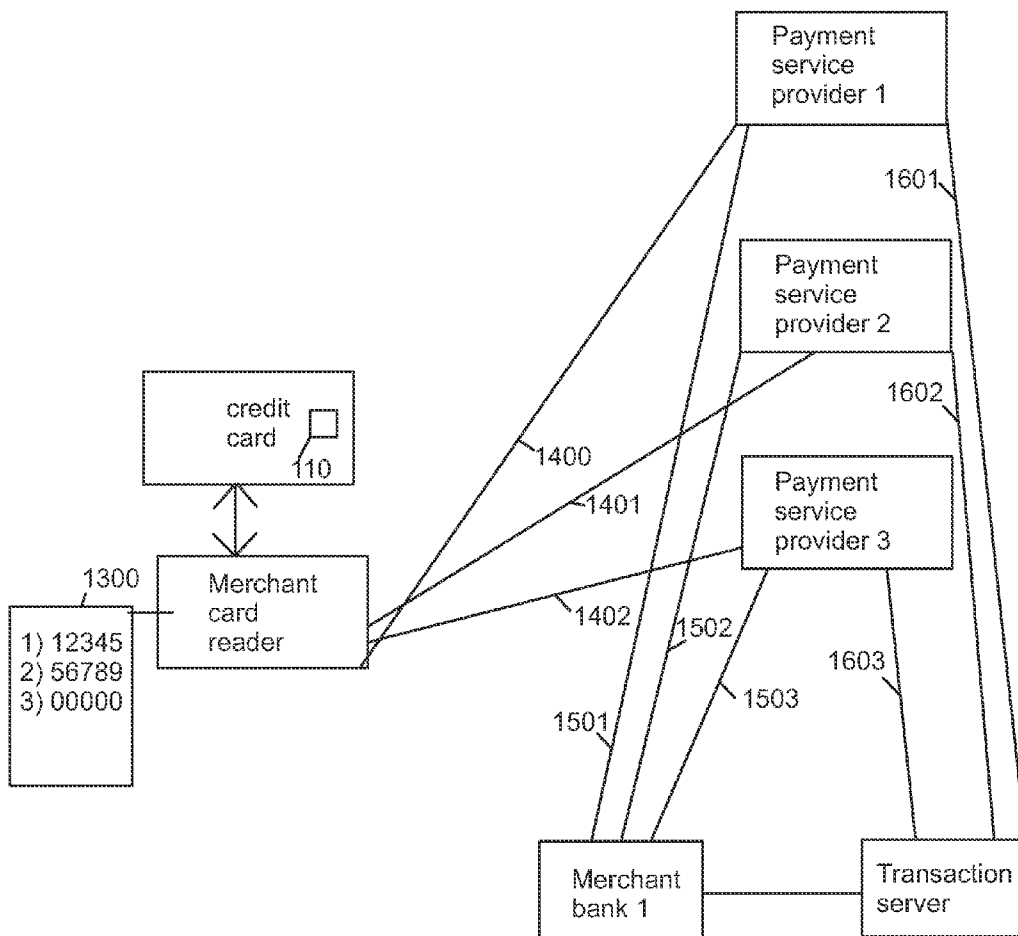 Payment
service
provider 1
1601
Payment
service
provider 2
1602
credit
card
110
1400
1401
Payment
service
provider 3
1300
Merchant
card
reader
1402
1) 12345
2) 56789
3) 00000
1502
1603
1503
1501
Merchant
bank 1
Transaction
server